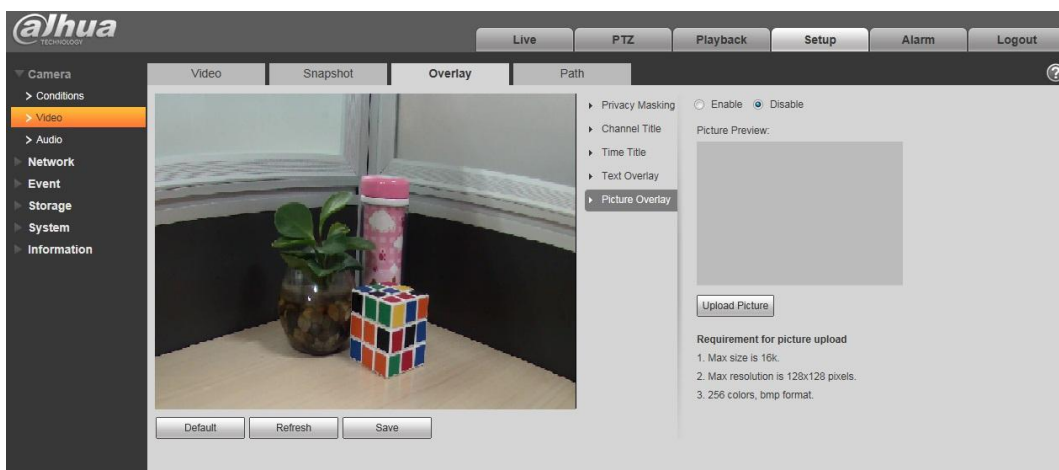 alhua
TECHNOLOGY
Live
PTZ
Playback
Setup
Alarm
Logout
Camera
Conditions
Video
Audio
Network
Event
Storage
System
Information
Video
Snapshot
Overlay
Path
?
Privacy Masking
Channel Title
Time Title
Text Overlay
Picture Overlay
Enable
Disable
Picture Preview:
Upload Picture
Requirement for picture upload
1. Max size is 16k.
2. Max resolution is 128x128 pixels.
3. 256 colors, bmp format.
Default
Refresh
Save